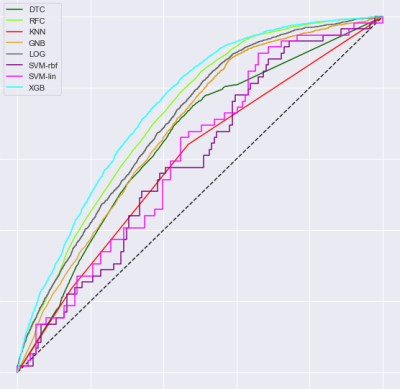 DTC
RFC
KNN
GNB
LOG
SVM-rbf
SVM-lin
XGB